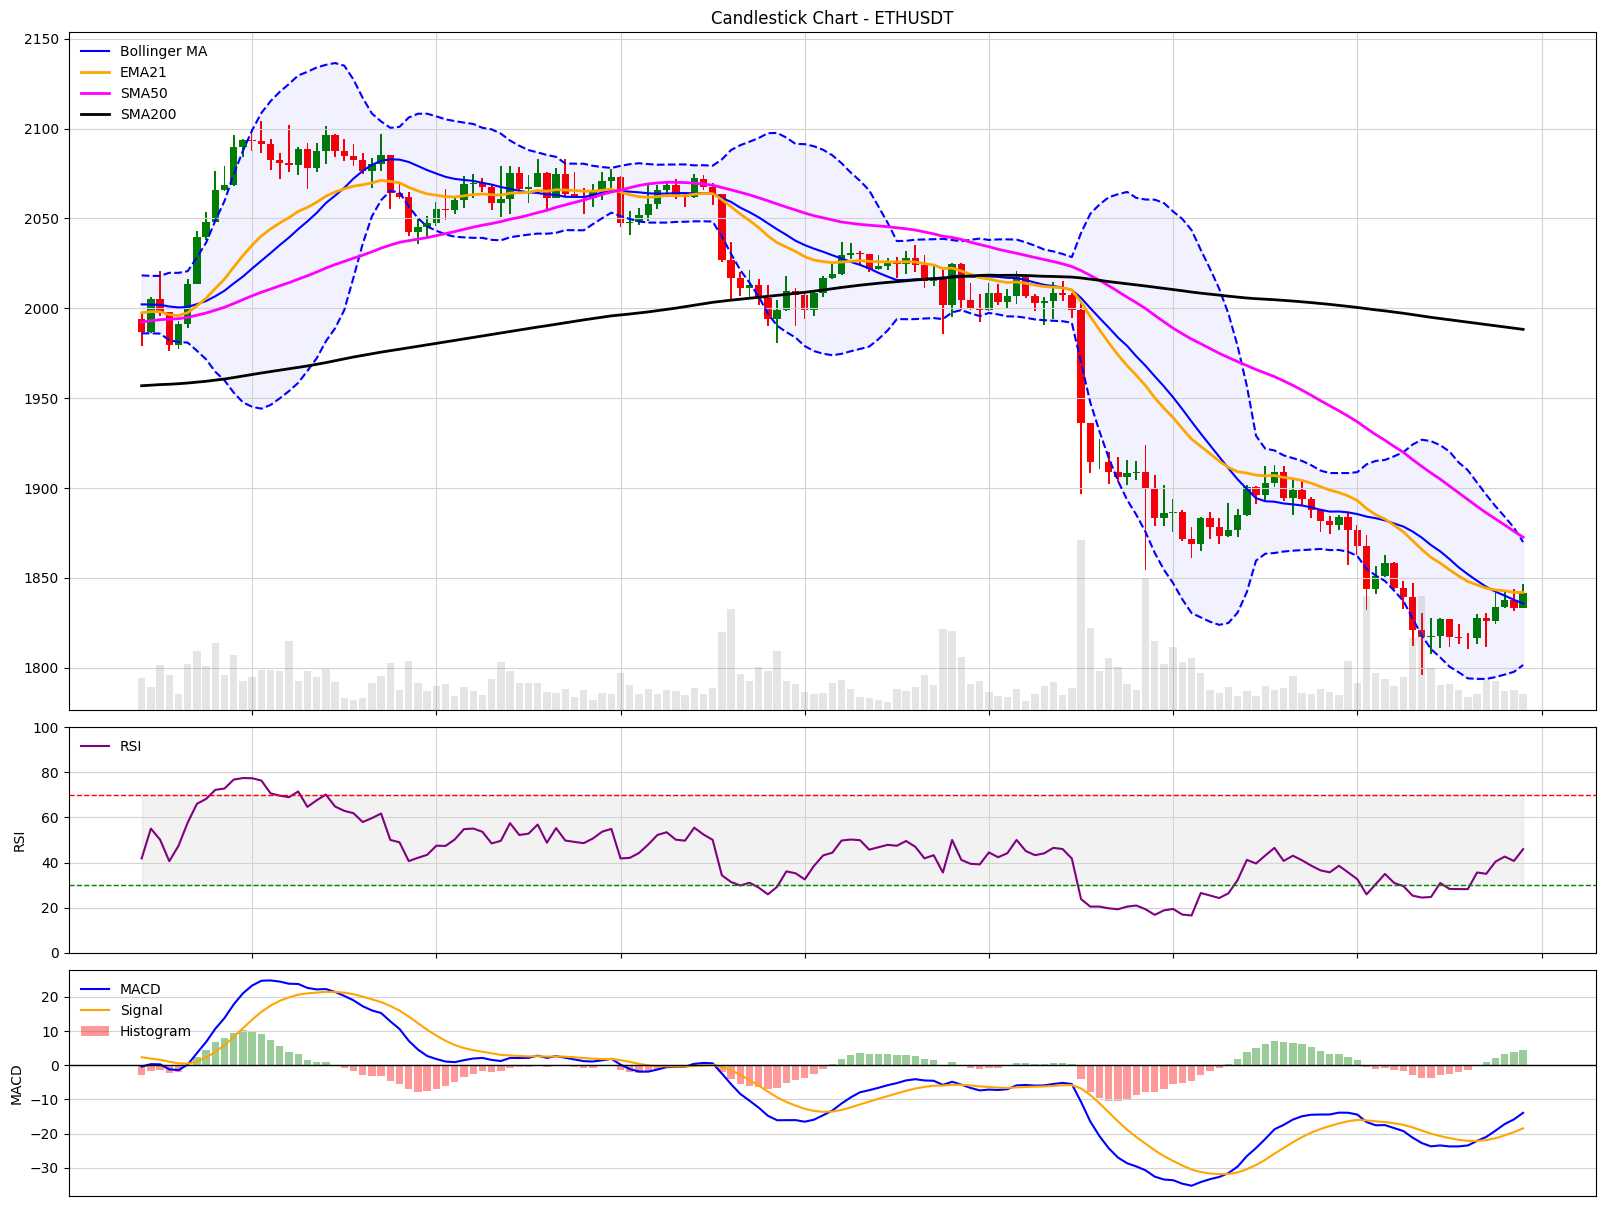 Candlestick Chart - ETHUSDT
2150
2100
2050
2000
1950
1900
1850
1800
Bollinger MA
EMA21
SMA50
SMA200
100
80
60
40
20
0
RSI
RSI
20
10
0
−10
−20
−30
MACD
MACD
Signal
Histogram